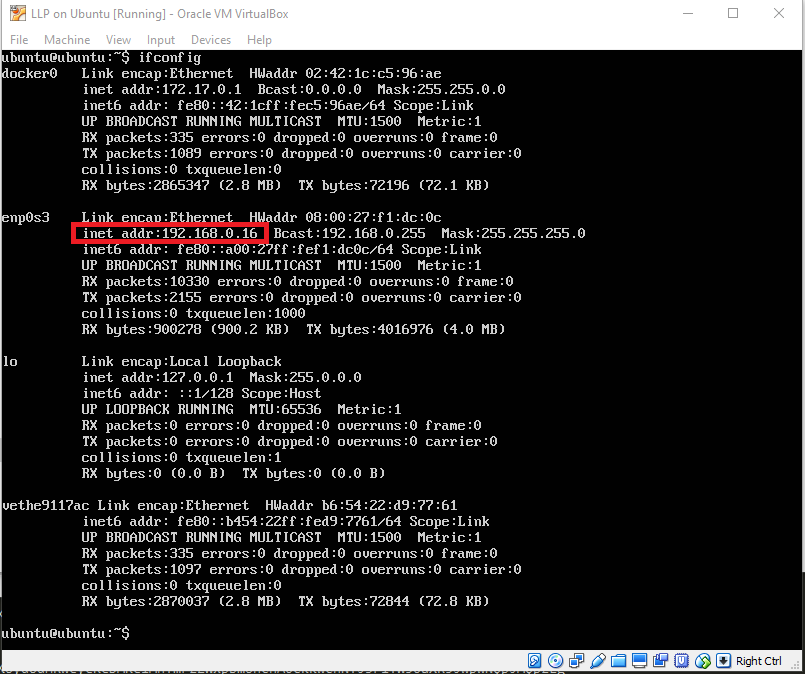 LLP on Ubuntu [Running] - Oracle VM VirtualBox
File Machine View Input Devices Help
ubuntu@ubuntu:~$ ifconfig
docker0 Link encap:Ethernet HWaddr 02:42:1c:c5:96:ae
inet addr:172.17.0.1 Bcast:0.0.0.0 Mask:255.255.0.0
inet6 addr: fe80::42:1cff:fec5:96ae/64 Scope:Link
UP BROADCAST RUNNING MULTICAST MTU:1500 Metric:1
RX packets:335 errors:0 dropped:0 overruns:0 frame:0
TX packets:1089 errors:0 dropped:0 overruns:0 carrier:0
collisions:0 txqueuelen:0
RX bytes:2865347 (2.8 MB) TX bytes:72196 (72.1 KB)
enp0s3 Link encap:Ethernet HWaddr 08:00:27:f1:dc:0c
inet addr:192.168.0.16 Bcast:192.168.0.255 Mask:255.255.255.0
inet6 addr: fe80::a00:27ff:fef1:dc0c/64 Scope:Link
UP BROADCAST RUNNING MULTICAST MTU:1500 Metric:1
RX packets:10330 errors:0 dropped:0 overruns:0 frame:0
TX packets:2155 errors:0 dropped:0 overruns:0 carrier:0
collisions:0 txqueuelen:1000
RX bytes:900278 (900.2 KB) TX bytes:4016976 (4.0 MB)
lo Link encap:Local Loopback
inet addr:127.0.0.1 Mask:255.0.0.0
inet6 addr: ::1/128 Scope:Host
UP LOOPBACK RUNNING MTU:65536 Metric:1
RX packets:0 errors:0 dropped:0 overruns:0 frame:0
TX packets:0 errors:0 dropped:0 overruns:0 carrier:0
collisions:0 txqueuelen:1
RX bytes:0 (0.0 B) TX bytes:0 (0.0 B)
vethe9117ac Link encap:Ethernet HWaddr b6:54:22:d9:77:61
inet6 addr: fe80::b454:22ff:fed9:7761/64 Scope:Link
UP BROADCAST RUNNING MULTICAST MTU:1500 Metric:1
RX packets:335 errors:0 dropped:0 overruns:0 frame:0
TX packets:1097 errors:0 dropped:0 overruns:0 carrier:0
collisions:0 txqueuelen:0
RX bytes:2870037 (2.8 MB) TX bytes:72844 (72.8 KB)
ubuntu@ubuntu:~$
Right Ctrl